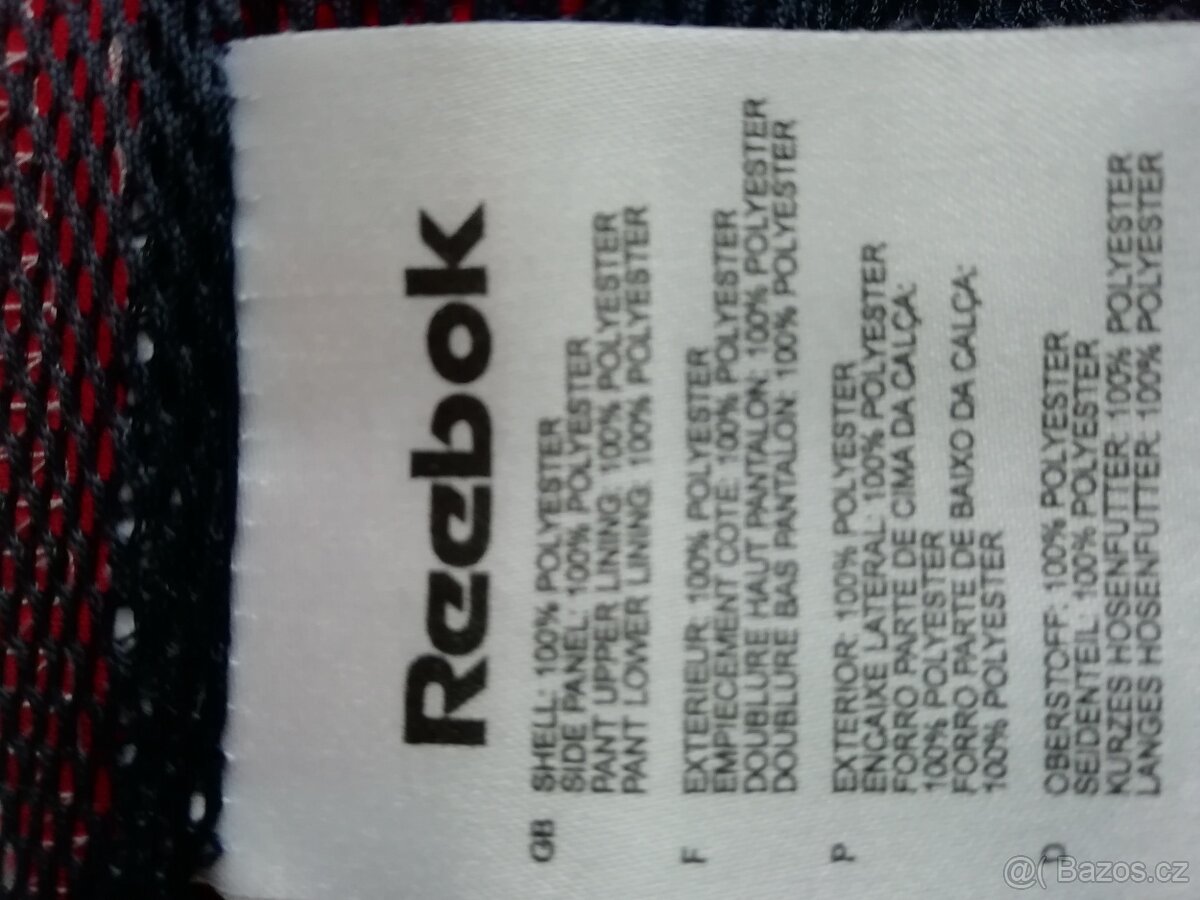 Reebok
GB SHELL: 100% POLYESTER
SIDE PANEL: 100% POLYESTER
PANT UPPER LINING: 100% POLYESTER
PANT LOWER LINING: 100% POLYESTER
F EXTERIEUR: 100% POLYESTER
EMPIECEMENT COTE: 100% POLYESTER
DOUBLURE HAUT PANTALON: 100% POLYESTER
DOUBLURE BAS PANTALON: 100% POLYESTER
P EXTERIOR: 100% POLYESTER
ENCAIXE LATERAL: 100% POLYESTER
FORRO PARTE DE CIMA DA CALÇA:
100% POLYESTER
FORRO PARTE DE BAIXO DA CALÇA:
100% POLYESTER
D OBERSTOFF: 100% POLYESTER
SEIDENTEIL: 100% POLYESTER
KURZES HOSENFUTTER: 100% POLYESTER
LANGES HOSENFUTTER: 100% POLYESTER
Bazos.cz